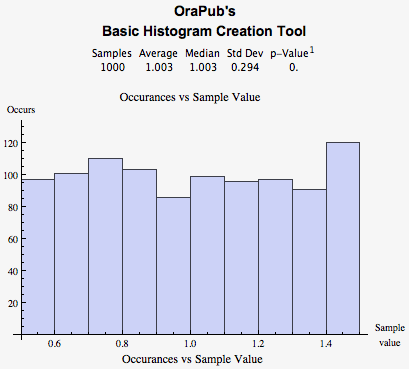 OraPub's
Basic Histogram Creation Tool
Samples Average Median Std Dev p-Value1
1000 1.003 1.003 0.294 0.
Occurances vs Sample Value
Occurs
120
100
80
60
40
20
0.6 0.8 1.0 1.2 1.4
Sample
value
Occurances vs Sample Value